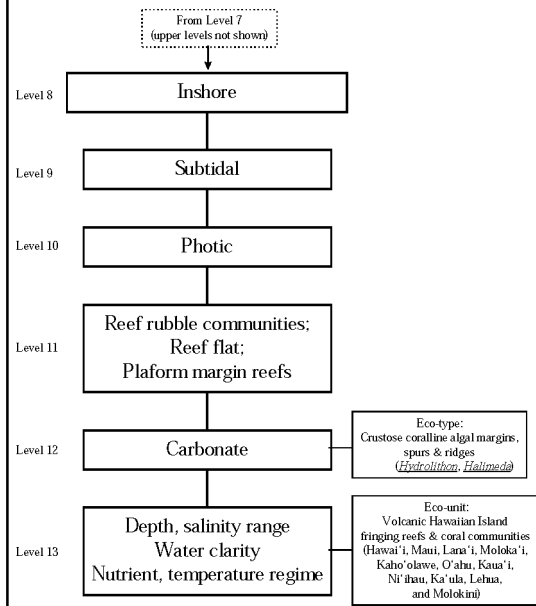 From Level 7
(upper levels not shown)
Level 8
Inshore
Level 9
Subtidal
Level 10
Photic
Level 11
Reef rubble communities;
Reef flat;
Plaform margin reefs
Level 12
Carbonate
Eco-type:
Crustose coralline algal margins,
spurs & ridges
(Hydrolithon, Halimeda)
Level 13
Depth, salinity range
Water clarity
Nutrient, temperature regime
Eco-unit:
Volcanic Hawaiian Island
fringing reefs & coral communities
(Hawai‘i, Maui, Lana‘i, Moloka‘i,
Kaho‘olawe, O‘ahu, Kaua‘i,
Ni‘ihau, Ka‘ula, Lehua,
and Molokini)